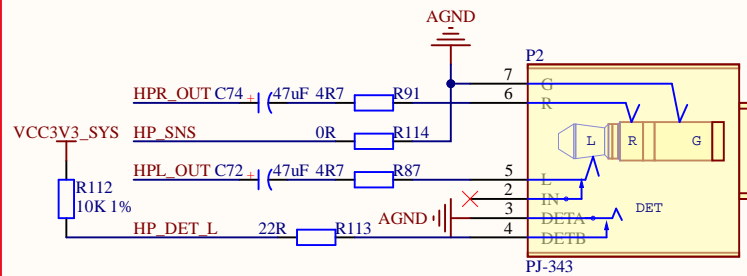 AGND
P2
7 G
HPR_OUT C74 + 47uF 4R7 R91 6 R
VCC3V3_SYS HP_SNS 0R R114
L R G
HPL_OUT C72 + 47uF 4R7 R87 5 L
R112 2 IN
10K 1% AGND 3 DETA DET
HP_DET_L 22R R113 4 DETB
PJ-343